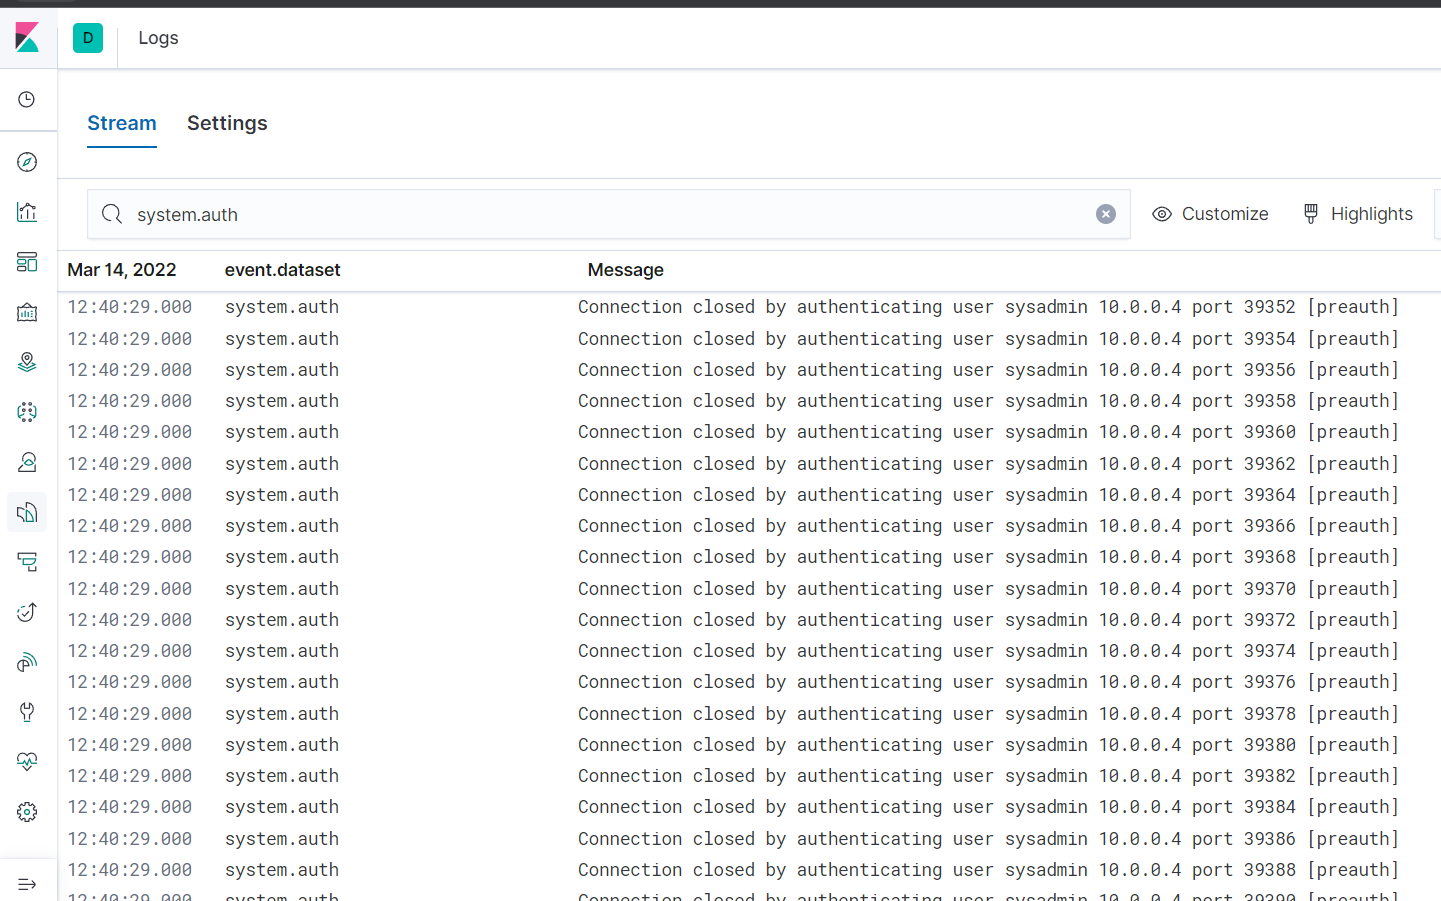 D Logs
Stream Settings
system.auth Customize Highlights
Mar 14, 2022 event.dataset Message
12:40:29.000 system.auth Connection closed by authenticating user sysadmin 10.0.0.4 port 39352 [preauth]
12:40:29.000 system.auth Connection closed by authenticating user sysadmin 10.0.0.4 port 39354 [preauth]
12:40:29.000 system.auth Connection closed by authenticating user sysadmin 10.0.0.4 port 39356 [preauth]
12:40:29.000 system.auth Connection closed by authenticating user sysadmin 10.0.0.4 port 39358 [preauth]
12:40:29.000 system.auth Connection closed by authenticating user sysadmin 10.0.0.4 port 39360 [preauth]
12:40:29.000 system.auth Connection closed by authenticating user sysadmin 10.0.0.4 port 39362 [preauth]
12:40:29.000 system.auth Connection closed by authenticating user sysadmin 10.0.0.4 port 39364 [preauth]
12:40:29.000 system.auth Connection closed by authenticating user sysadmin 10.0.0.4 port 39366 [preauth]
12:40:29.000 system.auth Connection closed by authenticating user sysadmin 10.0.0.4 port 39368 [preauth]
12:40:29.000 system.auth Connection closed by authenticating user sysadmin 10.0.0.4 port 39370 [preauth]
12:40:29.000 system.auth Connection closed by authenticating user sysadmin 10.0.0.4 port 39372 [preauth]
12:40:29.000 system.auth Connection closed by authenticating user sysadmin 10.0.0.4 port 39374 [preauth]
12:40:29.000 system.auth Connection closed by authenticating user sysadmin 10.0.0.4 port 39376 [preauth]
12:40:29.000 system.auth Connection closed by authenticating user sysadmin 10.0.0.4 port 39378 [preauth]
12:40:29.000 system.auth Connection closed by authenticating user sysadmin 10.0.0.4 port 39380 [preauth]
12:40:29.000 system.auth Connection closed by authenticating user sysadmin 10.0.0.4 port 39382 [preauth]
12:40:29.000 system.auth Connection closed by authenticating user sysadmin 10.0.0.4 port 39384 [preauth]
12:40:29.000 system.auth Connection closed by authenticating user sysadmin 10.0.0.4 port 39386 [preauth]
12:40:29.000 system.auth Connection closed by authenticating user sysadmin 10.0.0.4 port 39388 [preauth]
12:40:29.000 system.auth Connection closed by authenticating user sysadmin 10.0.0.4 port 39390 [preauth]